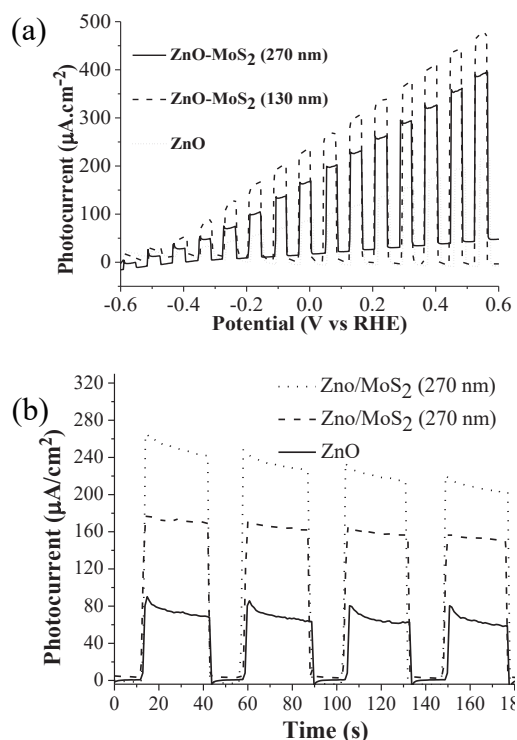 (a)
500
400
300
200
100
0
Photocurrent (µA.cm-2)
ZnO-MoS2 (270 nm)
ZnO-MoS2 (130 nm)
ZnO
-0.6 -0.4 -0.2 0.0 0.2 0.4 0.6
Potential (V vs RHE)
(b)
320
280
240
200
160
120
80
40
0
Photocurrent (µA/cm2)
Zno/MoS2 (270 nm)
Zno/MoS2 (270 nm)
ZnO
0 20 40 60 80 100 120 140 160 180
Time (s)